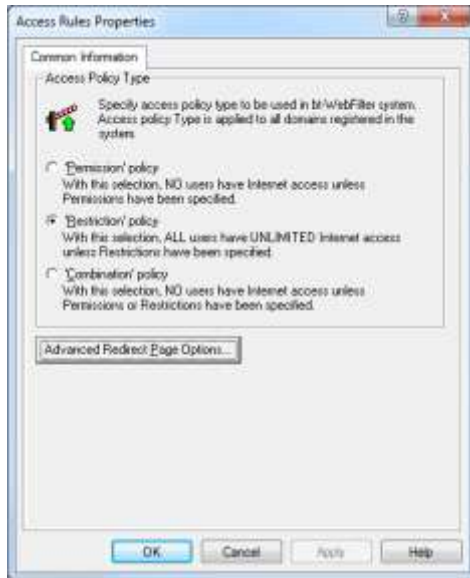 Access Rules Properties
Common Information
Access Policy Type
Specify access policy type to be used in bt-WebFilter system.
Access policy Type is applied to all domains registered in the
system
'Permission' policy
With this selection, NO users have Internet access unless
Permissions have been specified.
'Restriction' policy
With this selection, ALL users have UNLIMITED Internet access
unless Restrictions have been specified.
'Combination' policy
With this selection, NO users have Internet access unless
Permissions or Restrictions have been specified.
Advanced Redirect Page Options...
OK
Cancel
Apply
Help